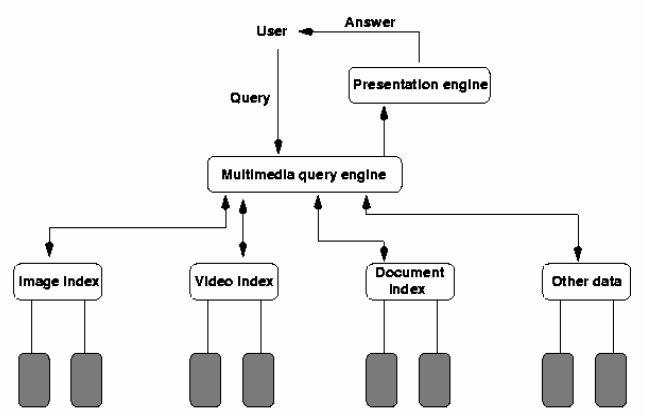 Answer
User
Presentation engine
Query
Multimedia query engine
Image Index
Video Index
Document
Index
Other data